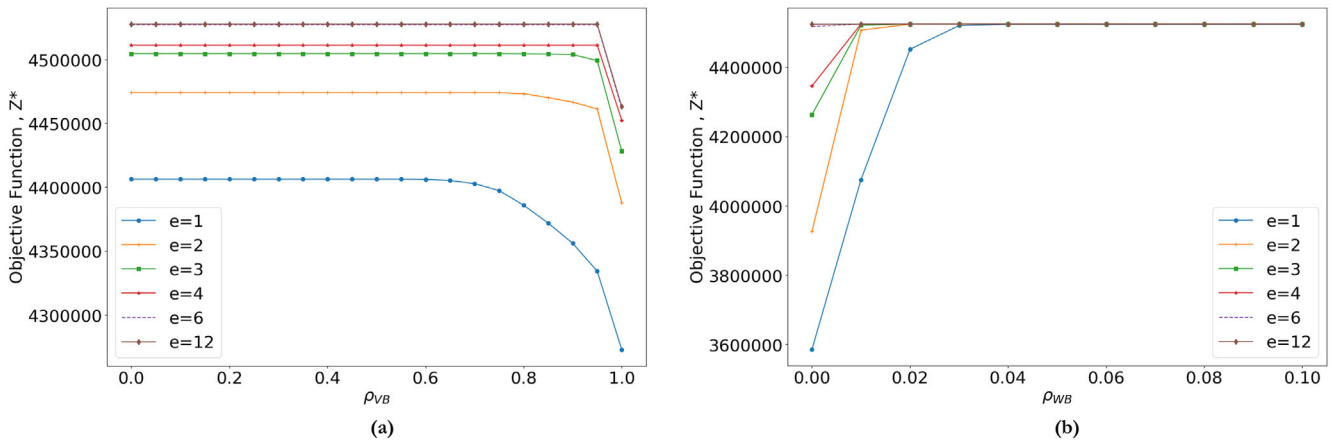 Objective Function , Z*
4500000
4450000
4400000
4350000
4300000
e=1
e=2
e=3
e=4
e=6
e=12
0.0 0.2 0.4 0.6 0.8 1.0
ρVB
(a)
Objective Function , Z*
4400000
4200000
4000000
3800000
3600000
e=1
e=2
e=3
e=4
e=6
e=12
0.00 0.02 0.04 0.06 0.08 0.10
ρWB
(b)